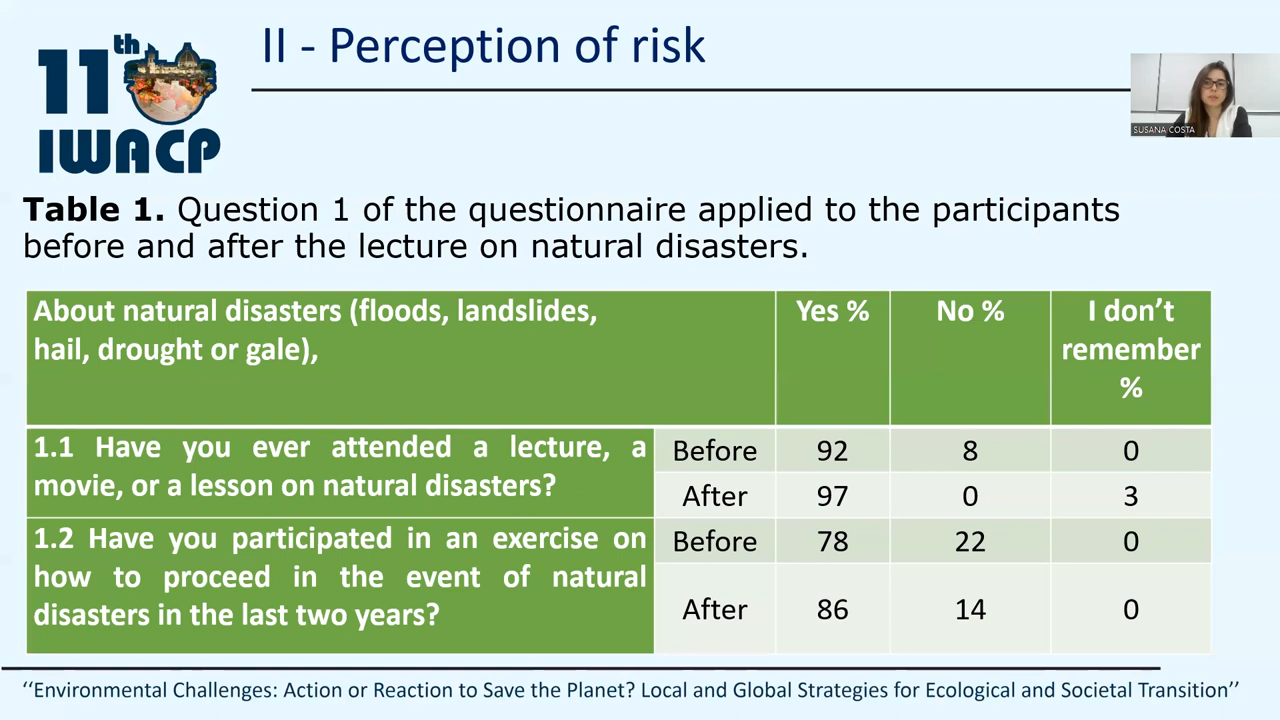 11th
IWACP
II - Perception of risk
SUSANA COSTA
Table 1. Question 1 of the questionnaire applied to the participants
before and after the lecture on natural disasters.
About natural disasters (floods, landslides,
hail, drought or gale),
Yes %
No %
I don’t
remember
%
1.1 Have you ever attended a lecture, a
movie, or a lesson on natural disasters?
Before 92 8 0
After 97 0 3
1.2 Have you participated in an exercise on
how to proceed in the event of natural
disasters in the last two years?
Before 78 22 0
After 86 14 0
‘‘Environmental Challenges: Action or Reaction to Save the Planet? Local and Global Strategies for Ecological and Societal Transition’’